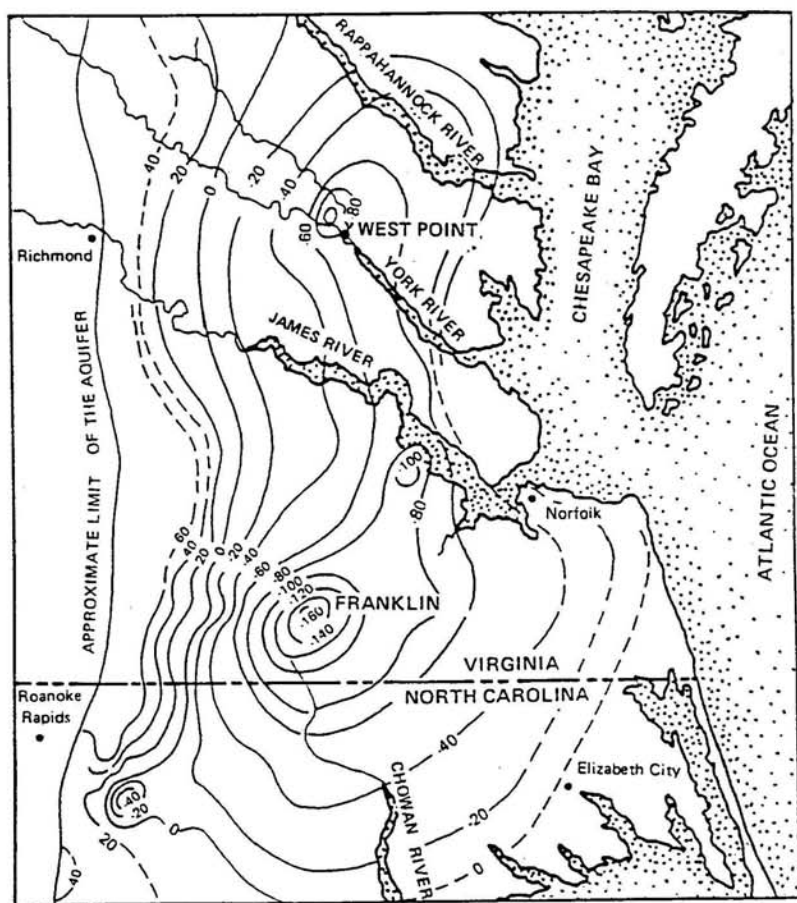 RAPPAHANNOCK RIVER
40
20
0
-20
-40
-80
-60
WEST POINT
Richmond
YORK RIVER
CHESAPEAKE BAY
JAMES RIVER
APPROXIMATE LIMIT OF THE AQUIFER
ATLANTIC OCEAN
-100
-80
Norfolk
60
40
20
0
-20
-40
-60
-80
-100
-120
-160
-140
FRANKLIN
VIRGINIA
NORTH CAROLINA
Roanoke
Rapids
-40
Elizabeth City
CHOWAN RIVER
-40
-20
-20
0
20
0
40